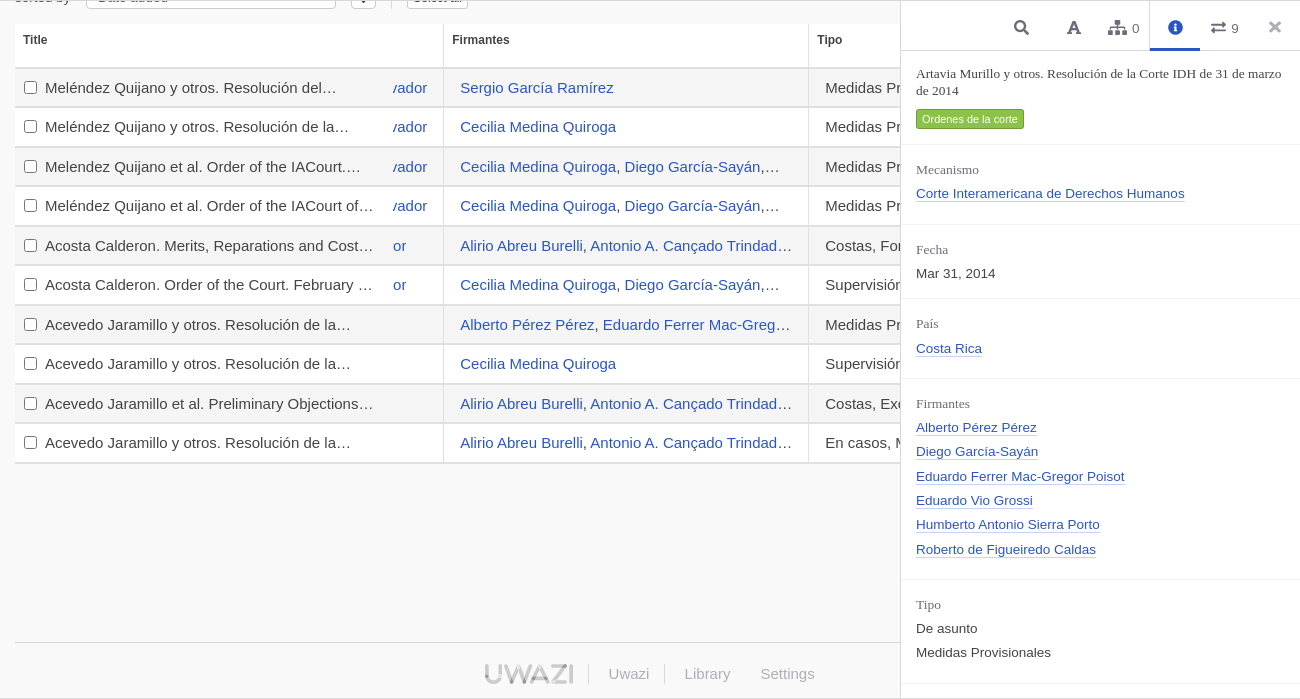 sorted by Date added Select all
Title Firmantes Tipo
Meléndez Quijano y otros. Resolución del… vador Sergio García Ramírez Medidas Pr
Meléndez Quijano y otros. Resolución de la… vador Cecilia Medina Quiroga Medidas Pr
Melendez Quijano et al. Order of the IACourt.… vador Cecilia Medina Quiroga, Diego García-Sayán,… Medidas Pr
Meléndez Quijano et al. Order of the IACourt of… vador Cecilia Medina Quiroga, Diego García-Sayán,… Medidas Pr
Acosta Calderon. Merits, Reparations and Cost… or Alirio Abreu Burelli, Antonio A. Cançado Trindad… Costas, For
Acosta Calderon. Order of the Court. February … or Cecilia Medina Quiroga, Diego García-Sayán,… Supervisión
Acevedo Jaramillo y otros. Resolución de la… Alberto Pérez Pérez, Eduardo Ferrer Mac-Greg… Medidas Pr
Acevedo Jaramillo y otros. Resolución de la… Cecilia Medina Quiroga Supervisión
Acevedo Jaramillo et al. Preliminary Objections… Alirio Abreu Burelli, Antonio A. Cançado Trindad… Costas, Exc
Acevedo Jaramillo y otros. Resolución de la… Alirio Abreu Burelli, Antonio A. Cançado Trindad… En casos, M
UWAZI Uwazi Library Settings
0 9
Artavia Murillo y otros. Resolución de la Corte IDH de 31 de marzo
de 2014
Ordenes de la corte
Mecanismo
Corte Interamericana de Derechos Humanos
Fecha
Mar 31, 2014
País
Costa Rica
Firmantes
Alberto Pérez Pérez
Diego García-Sayán
Eduardo Ferrer Mac-Gregor Poisot
Eduardo Vio Grossi
Humberto Antonio Sierra Porto
Roberto de Figueiredo Caldas
Tipo
De asunto
Medidas Provisionales